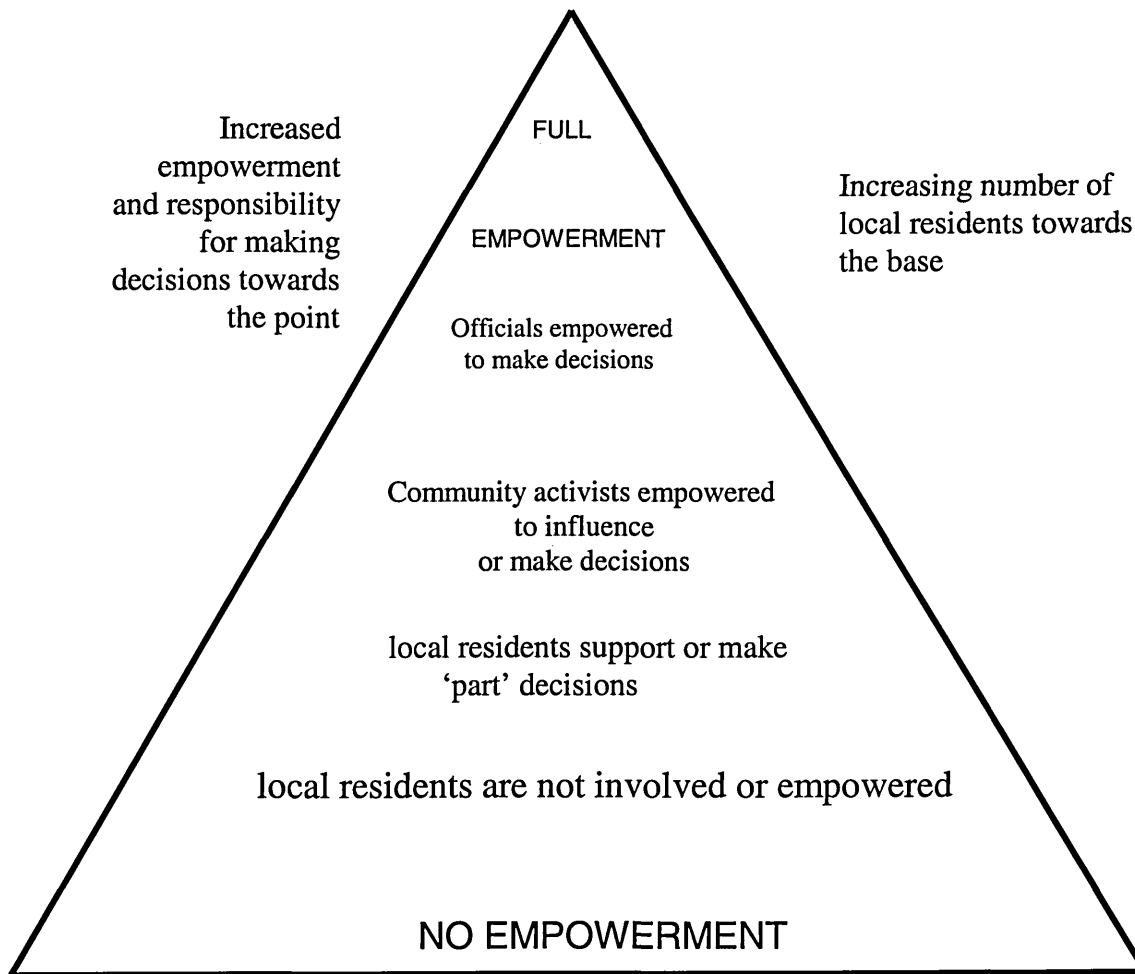 Increased
empowerment
and responsibility
for making
decisions towards
the point
FULL
EMPOWERMENT
Increasing number of
local residents towards
the base
Officials empowered
to make decisions
Community activists empowered
to influence
or make decisions
local residents support or make
‘part’ decisions
local residents are not involved or empowered
NO EMPOWERMENT